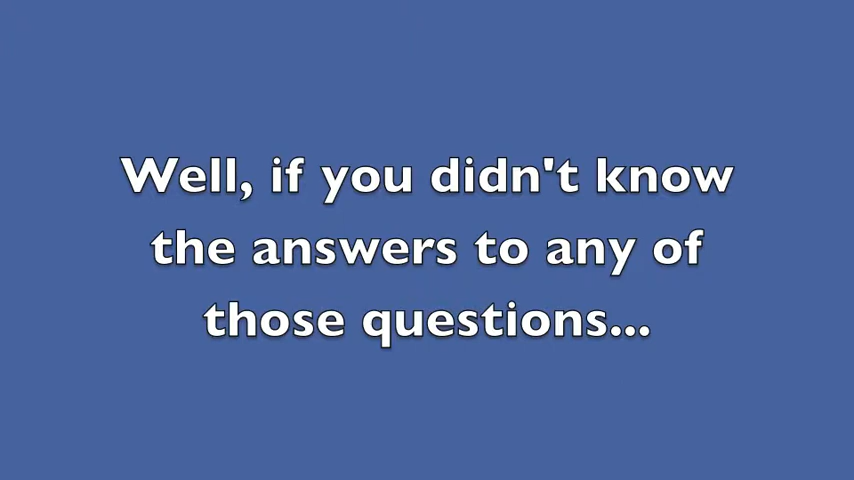 Well, if you didn't know
the answers to any of
those questions...